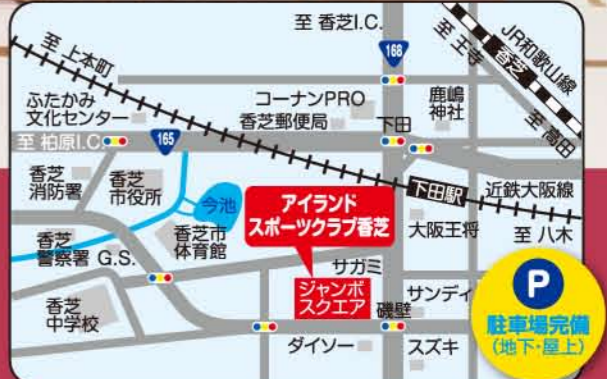 至 香芝I.C.
168
JR和歌山線
香芝
至 王寺
至 高田
至 上本町
ふたかみ
文化センター
コーナンPRO
香芝郵便局
下田
鹿嶋
神社
至 柏原I.C.
165
香芝
消防署
香芝
市役所
今池
アイランド
スポーツクラブ香芝
下田駅
近鉄大阪線
大阪王将
至 八木
香芝
警察署
G.S.
香芝市
体育館
サガミ
ジャンボ
スクエア
磯壁
サンディ
香芝
中学校
ダイソー
スズキ
P
駐車場完備
(地下・屋上)